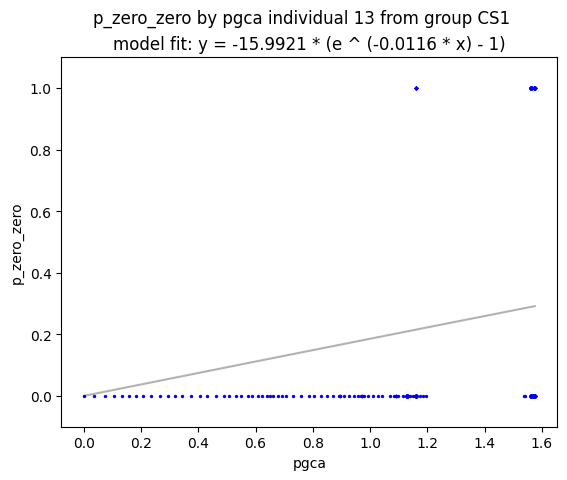 p_zero_zero by pgca individual 13 from group CS1
model fit: y = -15.9921 * (e ^ (-0.0116 * x) - 1)
1.0
0.8
0.6
0.4
0.2
0.0
p_zero_zero
0.0 0.2 0.4 0.6 0.8 1.0 1.2 1.4 1.6
pgca